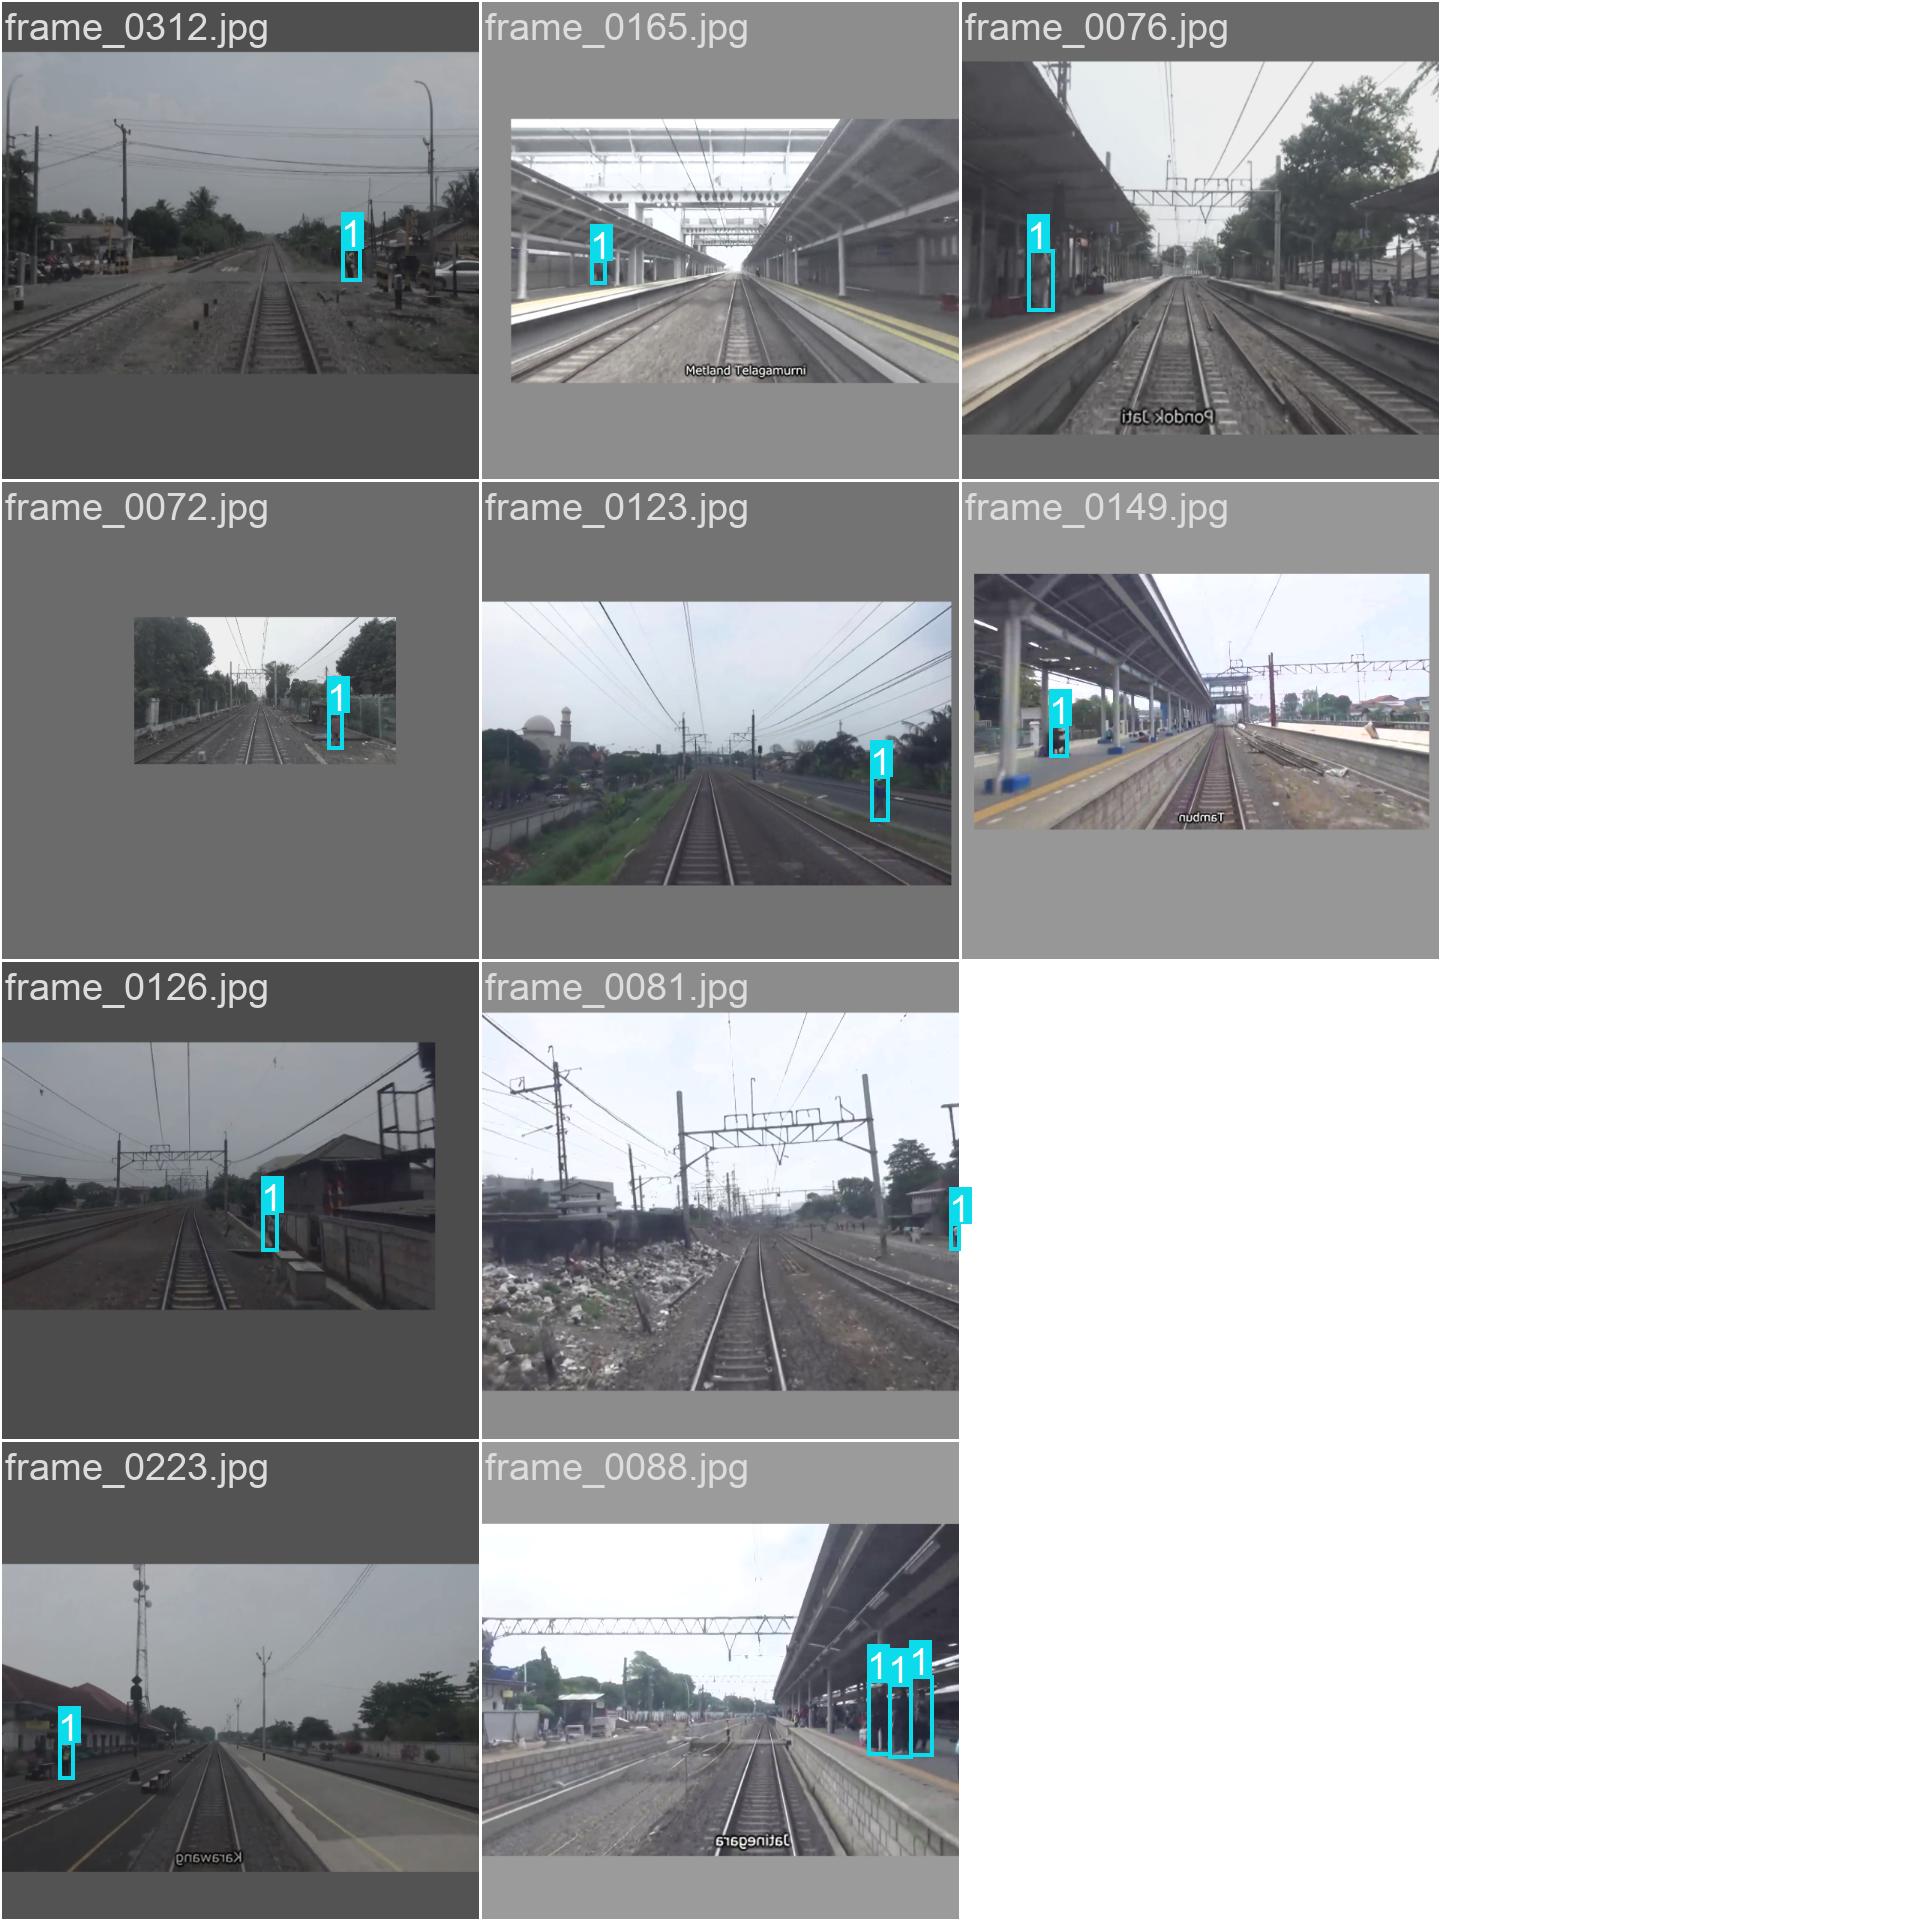 frame_0312.jpg
frame_0165.jpg
frame_0076.jpg
1
1
1
Metland Telagamurni
Pondok Jati
frame_0072.jpg
frame_0123.jpg
frame_0149.jpg
1
1
1
Tambun
frame_0126.jpg
frame_0081.jpg
1
1
frame_0223.jpg
frame_0088.jpg
1
1 1 1
Karawang
Jatinegara